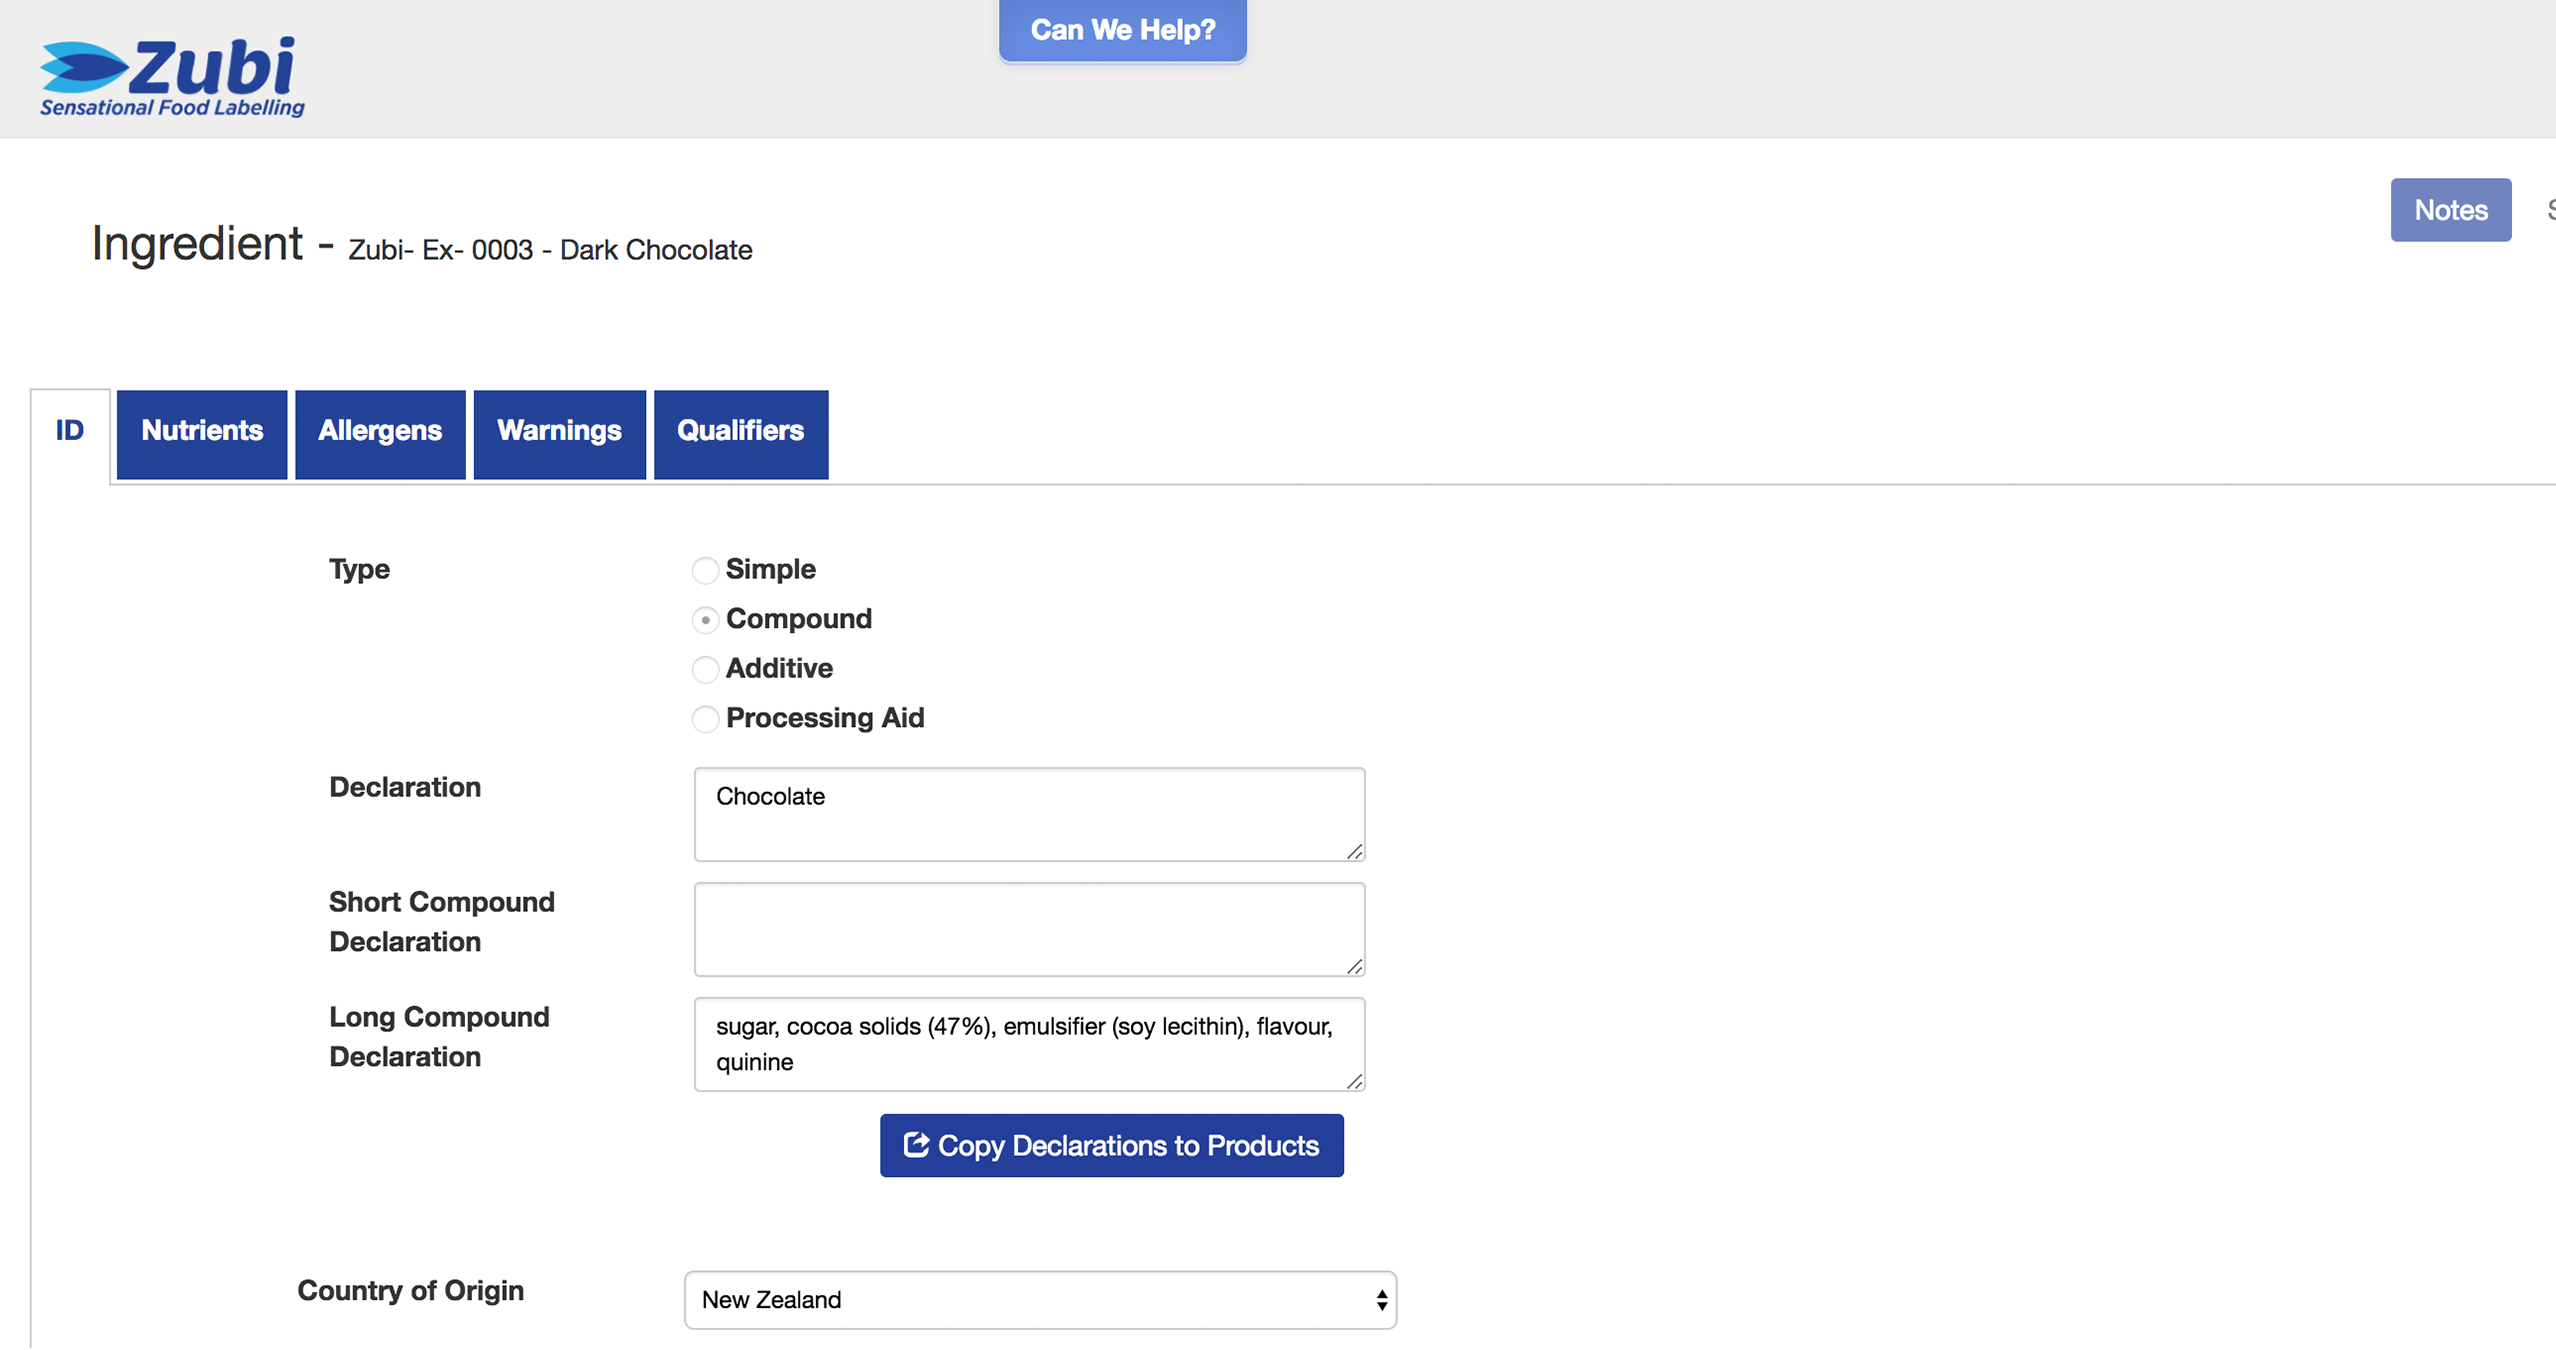 Can We Help?
Zubi
Sensational Food Labelling
Notes
Ingredient - Zubi- Ex- 0003 - Dark Chocolate
ID
Nutrients
Allergens
Warnings
Qualifiers
Type
Simple
Compound
Additive
Processing Aid
Declaration
Chocolate
Short Compound
Declaration
Long Compound
Declaration
sugar, cocoa solids (47%), emulsifier (soy lecithin), flavour,
quinine
Copy Declarations to Products
Country of Origin
New Zealand